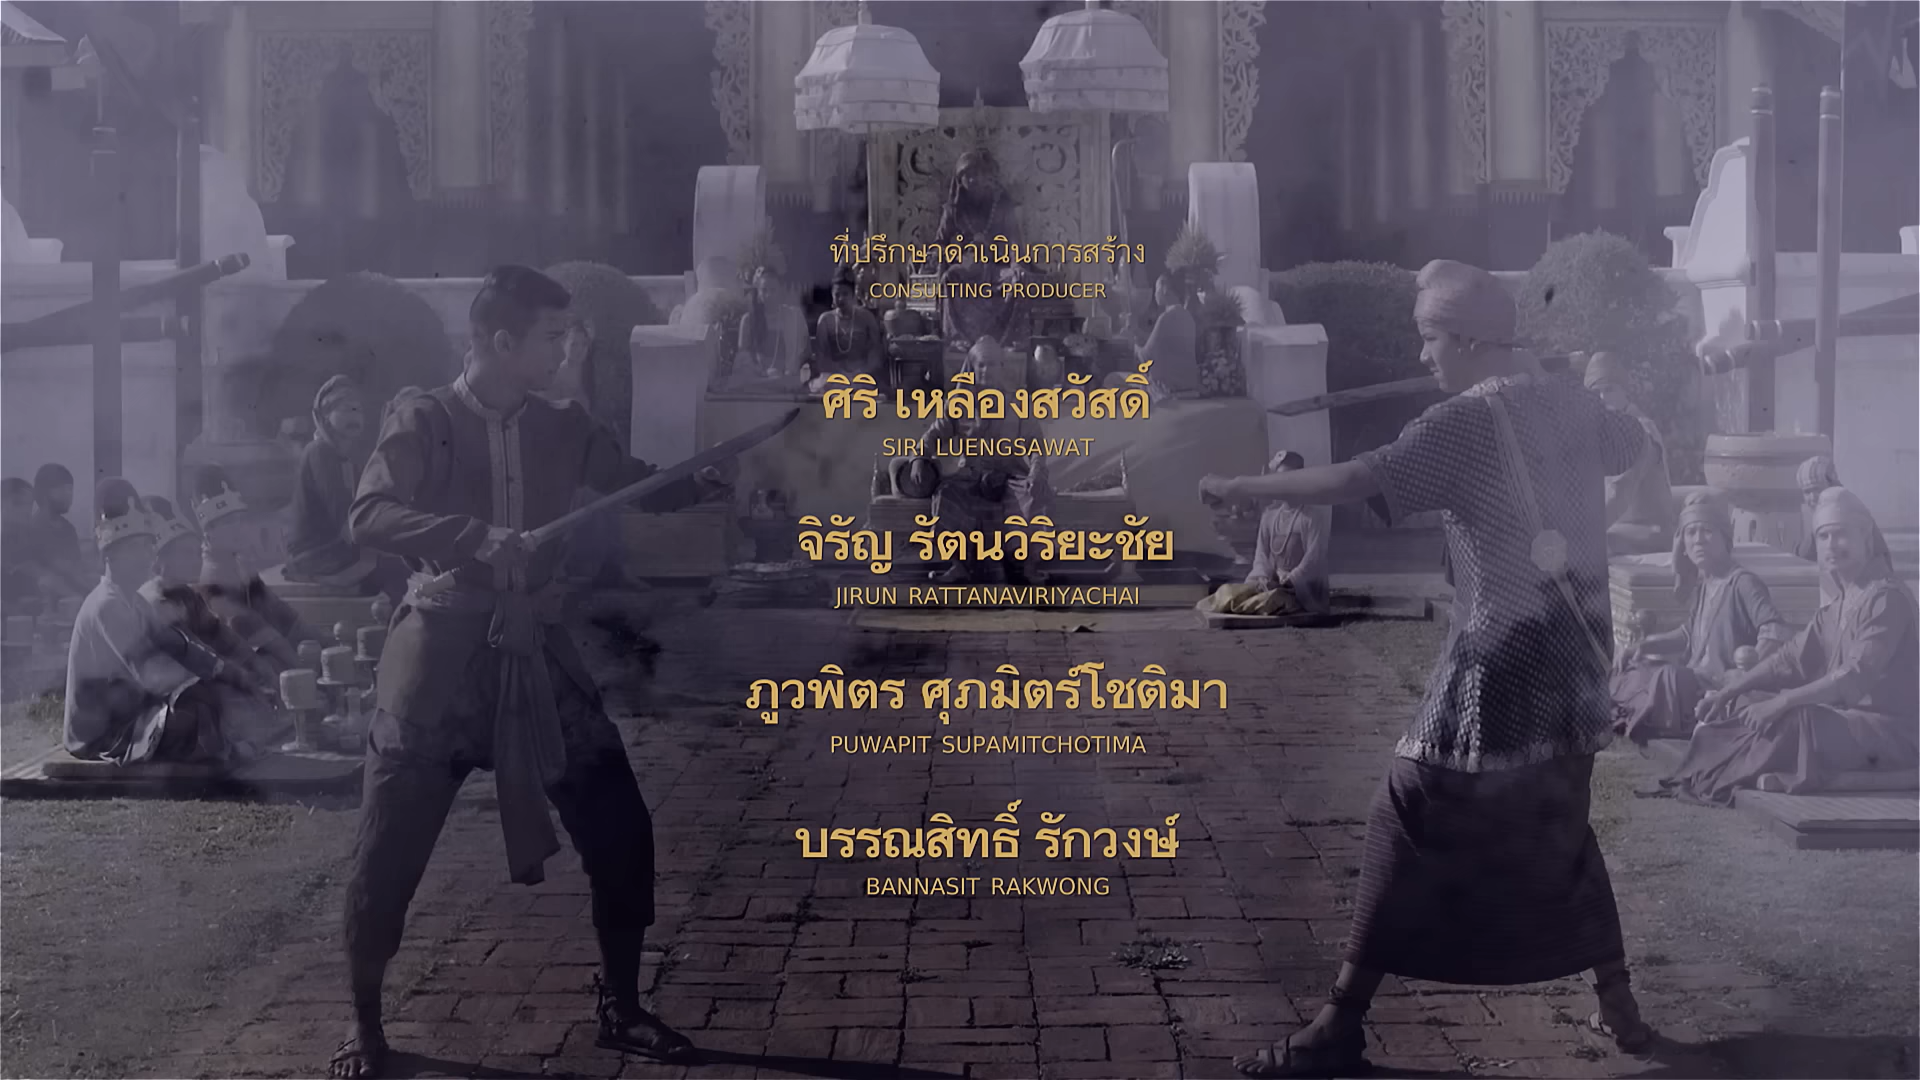 ที่ปรึกษาดำเนินการสร้าง
CONSULTING PRODUCER
ศิริ เหลืองสวัสดิ์
SIRI LUENGSAWAT
จิรัญ รัตนวิริยะชัย
JIRUN RATTANAVIRIYACHAI
ภูวพิตร ศุภมิตร์โชติมา
PUWAPIT SUPAMITCHOTIMA
บรรณสิทธิ์ รักวงษ์
BANNASIT RAKWONG